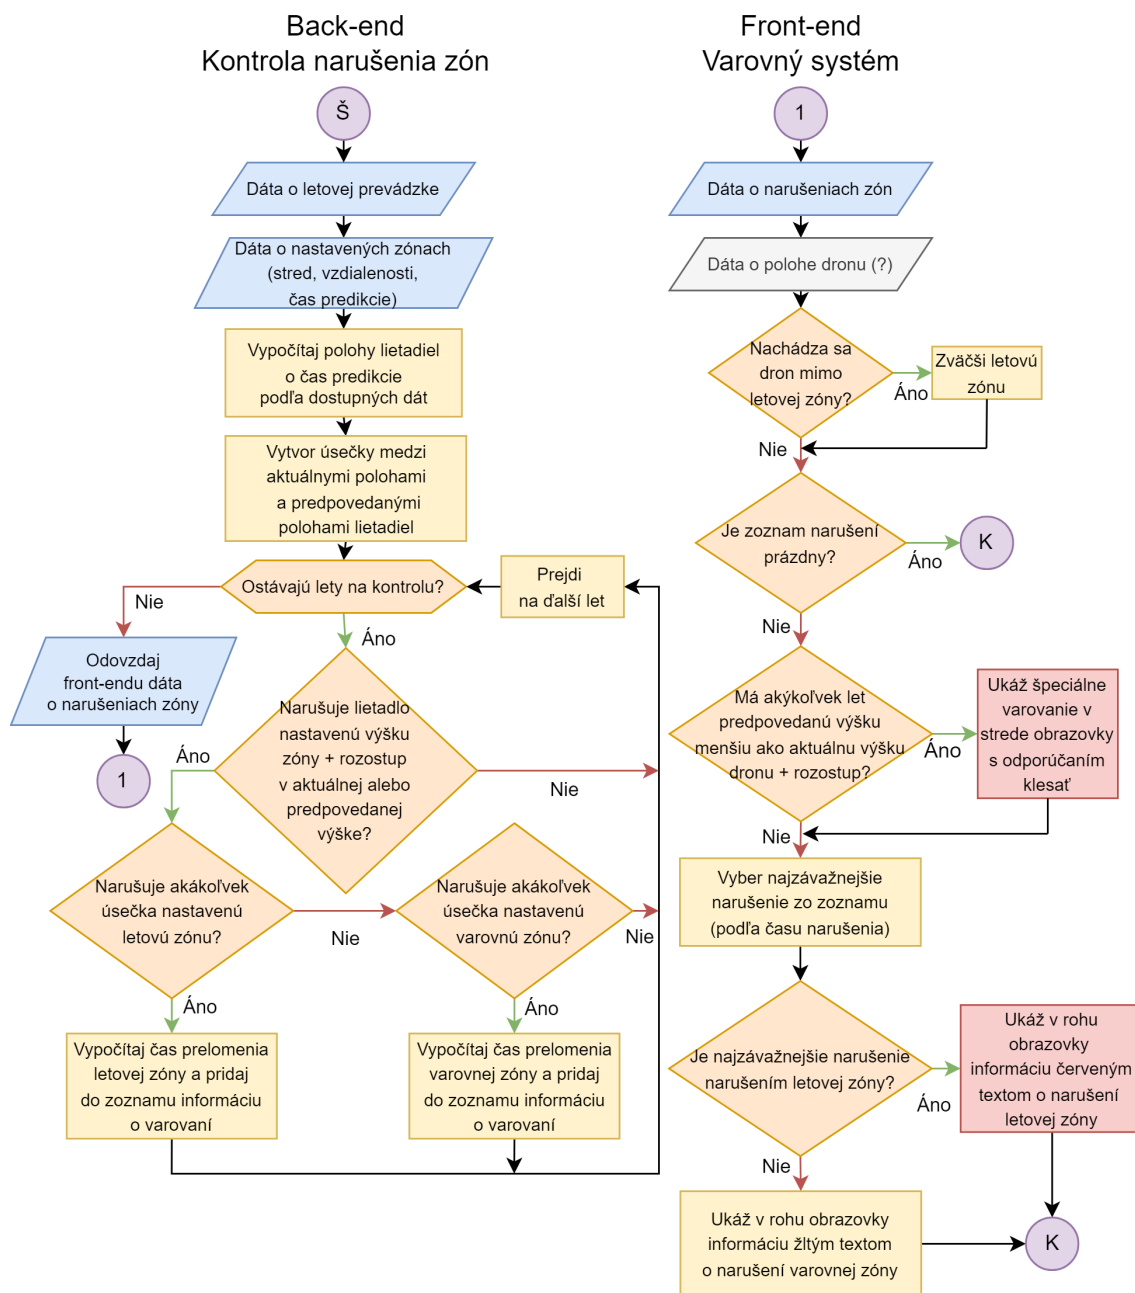 Back-end
Kontrola narušenia zón
Š
Dáta o letovej prevádzke
Dáta o nastavených zónach
(stred, vzdialenosti,
čas predikcie)
Vypočítaj polohy lietadiel
o čas predikcie
podľa dostupných dát
Vytvor úsečky medzi
aktuálnymi polohami
a predpovedanými
polohami lietadiel
Ostávajú lety na kontrolu?
Prejdi
na ďalší let
Nie
Áno
Odovzdaj
front-endu dáta
o narušeniach zóny
1
Narušuje lietadlo
nastavenú výšku
zóny + rozostup
v aktuálnej alebo
predpovedanej
výške?
Áno
Nie
Narušuje akákoľvek
úsečka nastavenú
letovú zónu?
Nie
Narušuje akákoľvek
úsečka nastavenú
varovnú zónu?
Nie
Áno
Áno
Vypočítaj čas prelomenia
letovej zóny a pridaj
do zoznamu informáciu
o varovaní
Vypočítaj čas prelomenia
varovnej zóny a pridaj
do zoznamu informáciu
o varovaní
Front-end
Varovný systém
1
Dáta o narušeniach zón
Dáta o polohe dronu (?)
Nachádza sa
dron mimo
letovej zóny?
Áno
Zväčši letovú
zónu
Nie
Je zoznam narušení
prázdny?
Áno
K
Nie
Má akýkoľvek let
predpovedanú výšku
menšiu ako aktuálnu výšku
dronu + rozostup?
Áno
Ukáž špeciálne
varovanie v
strede obrazovky
s odporúčaním
klesať
Nie
Vyber najzávažnejšie
narušenie zo zoznamu
(podľa času narušenia)
Je najzávažnejšie narušenie
narušením letovej zóny?
Áno
Ukáž v rohu
obrazovky
informáciu červeným
textom o narušení
letovej zóny
Nie
Ukáž v rohu obrazovky
informáciu žltým textom
o narušení varovnej zóny
K